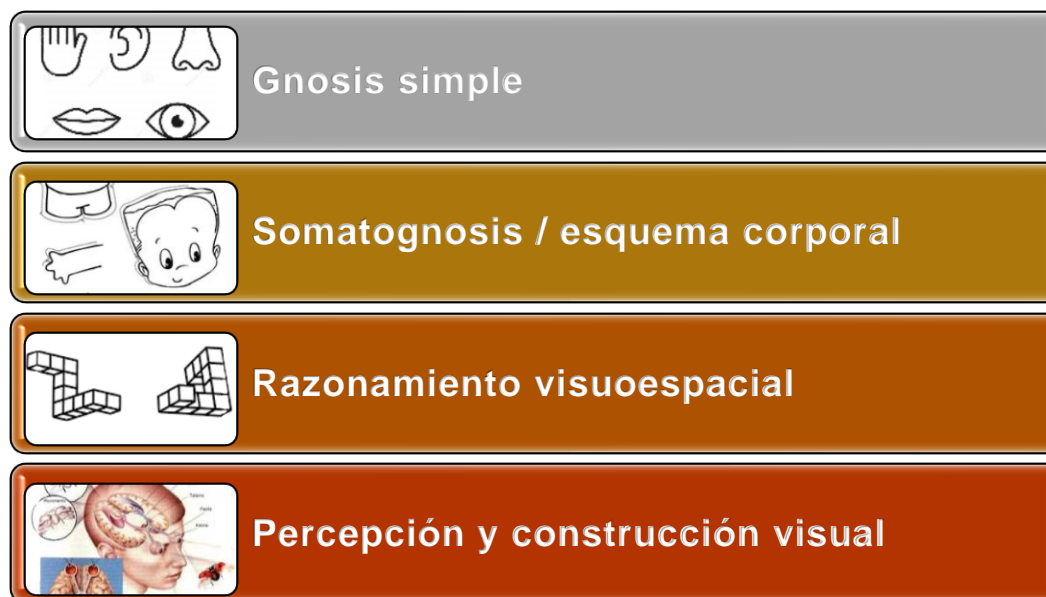 Gnosis simple
Somatognosis / esquema corporal
Razonamiento visuoespacial
Percepción y construcción visual